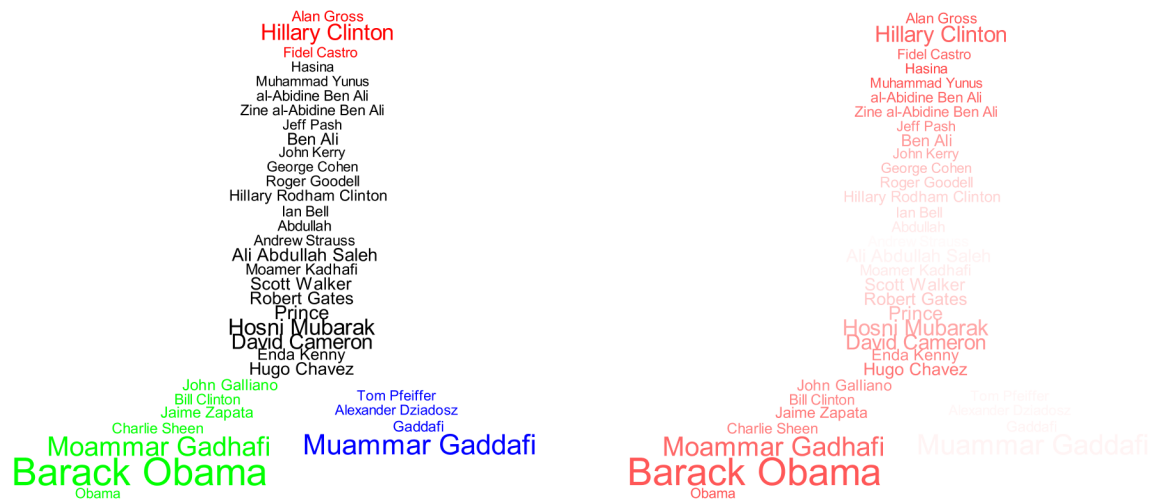 Alan Gross
Hillary Clinton
Fidel Castro
Hasina
Muhammad Yunus
al-Abidine Ben Ali
Zine al-Abidine Ben Ali
Jeff Pash
Ben Ali
John Kerry
George Cohen
Roger Goodell
Hillary Rodham Clinton
Ian Bell
Abdullah
Andrew Strauss
Ali Abdullah Saleh
Moamer Kadhafi
Scott Walker
Robert Gates
Prince
Hosni Mubarak
David Cameron
Enda Kenny
Hugo Chavez
John Galliano
Bill Clinton
Jaime Zapata
Charlie Sheen
Moammar Gadhafi
Barack Obama
Obama
Tom Pfeiffer
Alexander Dziadosz
Gaddafi
Muammar Gaddafi
Alan Gross
Hillary Clinton
Fidel Castro
Hasina
Muhammad Yunus
al-Abidine Ben Ali
Zine al-Abidine Ben Ali
Jeff Pash
Ben Ali
John Kerry
George Cohen
Roger Goodell
Hillary Rodham Clinton
Ian Bell
Abdullah
Andrew Strauss
Ali Abdullah Saleh
Moamer Kadhafi
Scott Walker
Robert Gates
Prince
Hosni Mubarak
David Cameron
Enda Kenny
Hugo Chavez
John Galliano
Bill Clinton
Jaime Zapata
Charlie Sheen
Moammar Gadhafi
Barack Obama
Obama
Tom Pfeiffer
Alexander Dziadosz
Gaddafi
Muammar Gaddafi